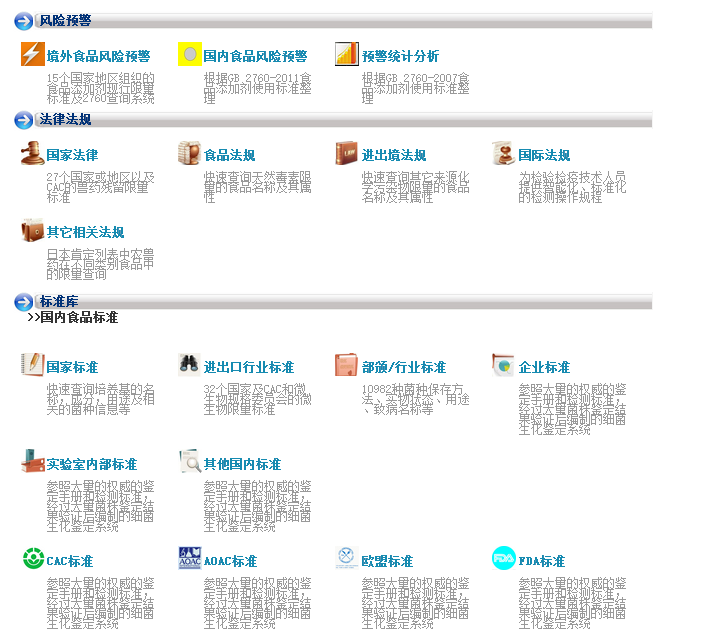 风险预警
境外食品风险预警
15个国家地区组织的
食品添加剂现行限量
标准及2760查询系统
国内食品风险预警
根据GB 2760-2011食
品添加剂使用标准整
理
预警统计分析
根据GB 2760-2007食
品添加剂使用标准整
理
法律法规
国家法律
27个国家或地区以及
CAC的兽药残留限量
标准
食品法规
快速查询天然毒素限
量的食品名称及其属
性
进出境法规
快速查询其它来源化
学污染物限量的食品
名称及其属性
国际法规
为检验检疫技术人员
提供智能化、标准化
的检测操作规程
其它相关法规
日本肯定列表中农兽
药在不同类别食品中
的限量查询
标准库
>>国内食品标准
国家标准
快速查询培养基的名
称，成分，用途及相
关的菌种信息等
进出口行业标准
32个国家及CAC和微
生物规格委员会的微
生物限量标准
部颁/行业标准
10982种菌种保存方
法、实物状态、用途
、致病名称等
企业标准
参照大量的权威的鉴
定手册和检测标准，
经过大量菌株鉴定结
果验证后编制的细菌
生化鉴定系统
实验室内部标准
参照大量的权威的鉴
定手册和检测标准，
经过大量菌株鉴定结
果验证后编制的细菌
生化鉴定系统
其他国内标准
参照大量的权威的鉴
定手册和检测标准，
经过大量菌株鉴定结
果验证后编制的细菌
生化鉴定系统
CAC标准
参照大量的权威的鉴
定手册和检测标准，
经过大量菌株鉴定结
果验证后编制的细菌
生化鉴定系统
AOAC
AOAC标准
参照大量的权威的鉴
定手册和检测标准，
经过大量菌株鉴定结
果验证后编制的细菌
生化鉴定系统
欧盟标准
参照大量的权威的鉴
定手册和检测标准，
经过大量菌株鉴定结
果验证后编制的细菌
生化鉴定系统
FDA
FDA标准
参照大量的权威的鉴
定手册和检测标准，
经过大量菌株鉴定结
果验证后编制的细菌
生化鉴定系统